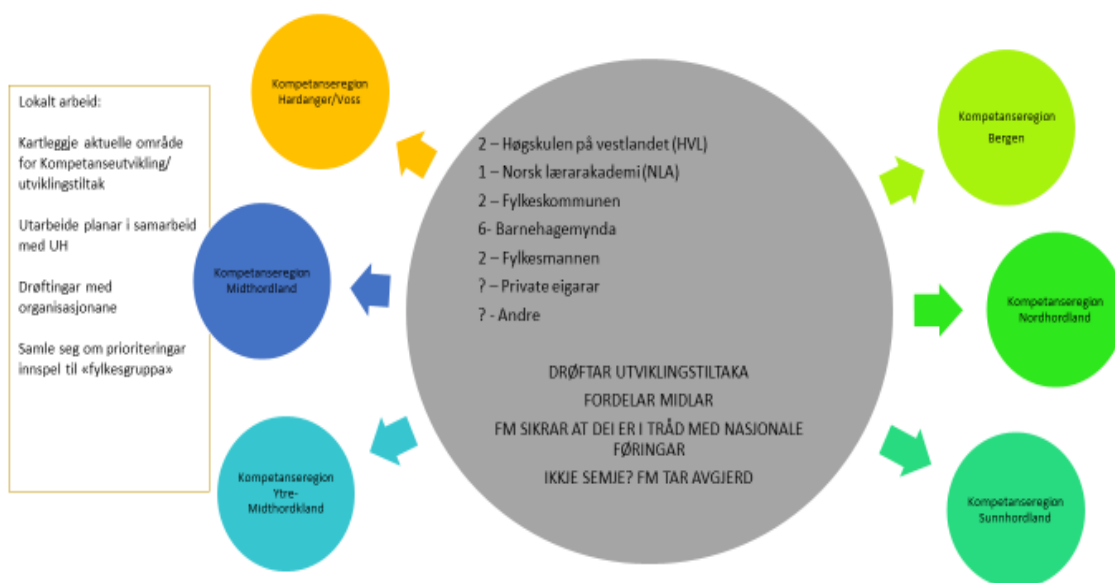 Lokalt arbeid:
Kartleggje aktuelle område
for Kompetanseutvikling/
utviklingstiltak
Utarbeide planar i samarbeid
med UH
Drøftingar med
organisasjonane
Samle seg om prioriteringar
innspel til «fylkesgruppa»
Kompetanseregion
Hardanger/Voss
Kompetanseregion
Midthordland
Kompetanseregion
Ytre-
Midthordkland
2 – Høgskulen på vestlandet (HVL)
1 – Norsk lærarakademi (NLA)
2 – Fylkeskommunen
6- Barnehagemynda
2 – Fylkesmannen
? – Private eigarar
? - Andre
DRØFTAR UTVIKLINGSTILTAKA
FORDELAR MIDLAR
FM SIKRAR AT DEI ER I TRÅD MED NASJONALE
FØRINGAR
IKKJE SEMJE? FM TAR AVGJERD
Kompetanseregion
Bergen
Kompetanseregion
Nordhordland
Kompetanseregion
Sunnhordland